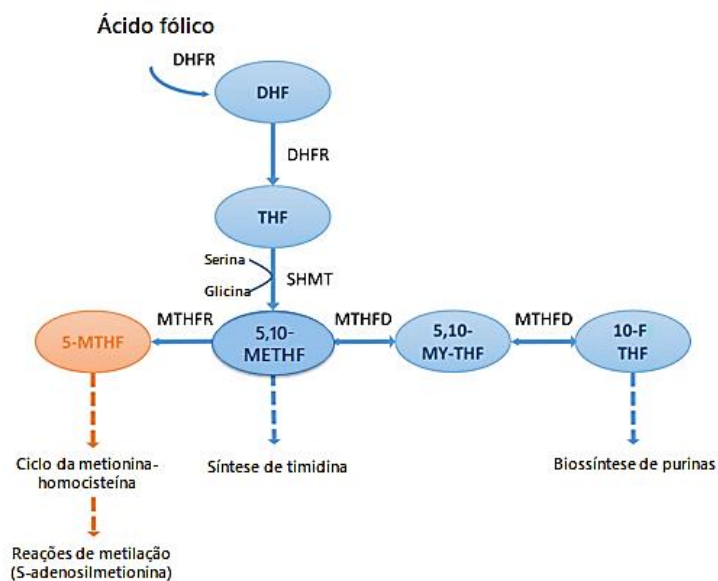 Ácido fólico
DHFR
DHF
DHFR
THF
Serina
Glicina
SHMT
5-MTHF
MTHFR
5,10-
METHF
MTHFD
5,10-
MY-THF
MTHFD
10-F
THF
Ciclo da metionina-
homocisteína
Síntese de timidina
Biossíntese de purinas
Reações de metilação
(S-adenosilmetionina)